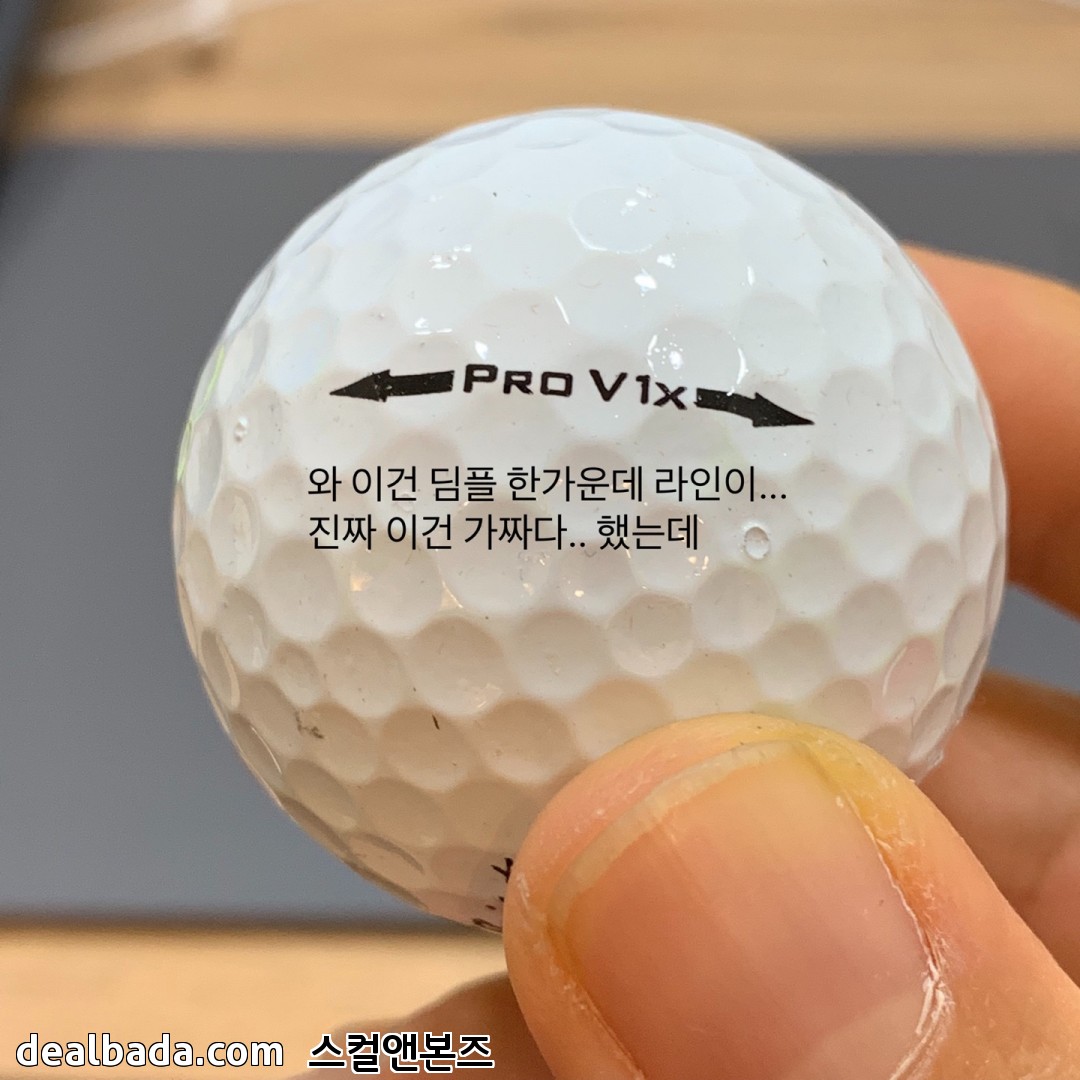 PRO V1x
와 이건 딤플 한가운데 라인이...
진짜 이건 가짜다.. 했는데
dealbada.com 스컬앤본즈